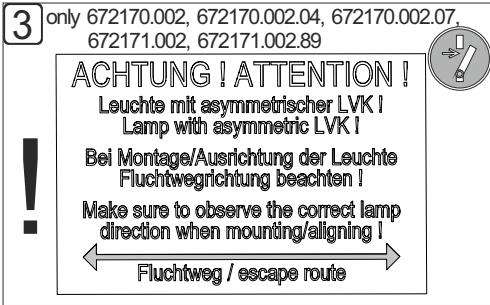 3
only 672170.002, 672170.002.04, 672170.002.07,
672171.002, 672171.002.89
ACHTUNG ! ATTENTION !
Leuchte mit asymmetrischer LVK !
Lamp with asymmetric LVK !
Bei Montage/Ausrichtung der Leuchte
Fluchtwegrichtung beachten !
Make sure to observe the correct lamp
direction when mounting/aligning !
!
Fluchtweg / escape route